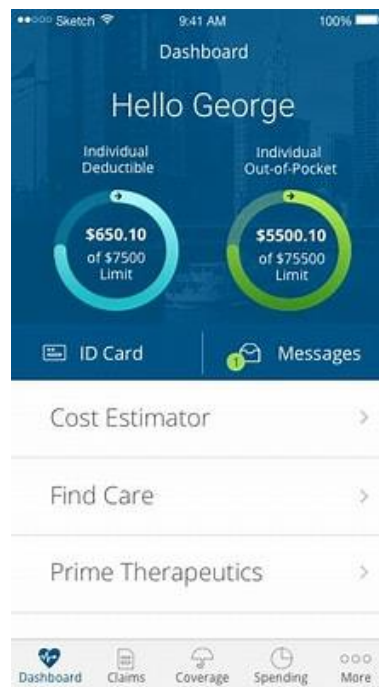 Sketch 9:41 AM 100%
Dashboard
Hello George
Individual
Deductible
$650.10
of $7500
Limit
Individual
Out-of-Pocket
$5500.10
of $75500
Limit
ID Card
1 Messages
Cost Estimator
Find Care
Prime Therapeutics
Dashboard Claims Coverage Spending More